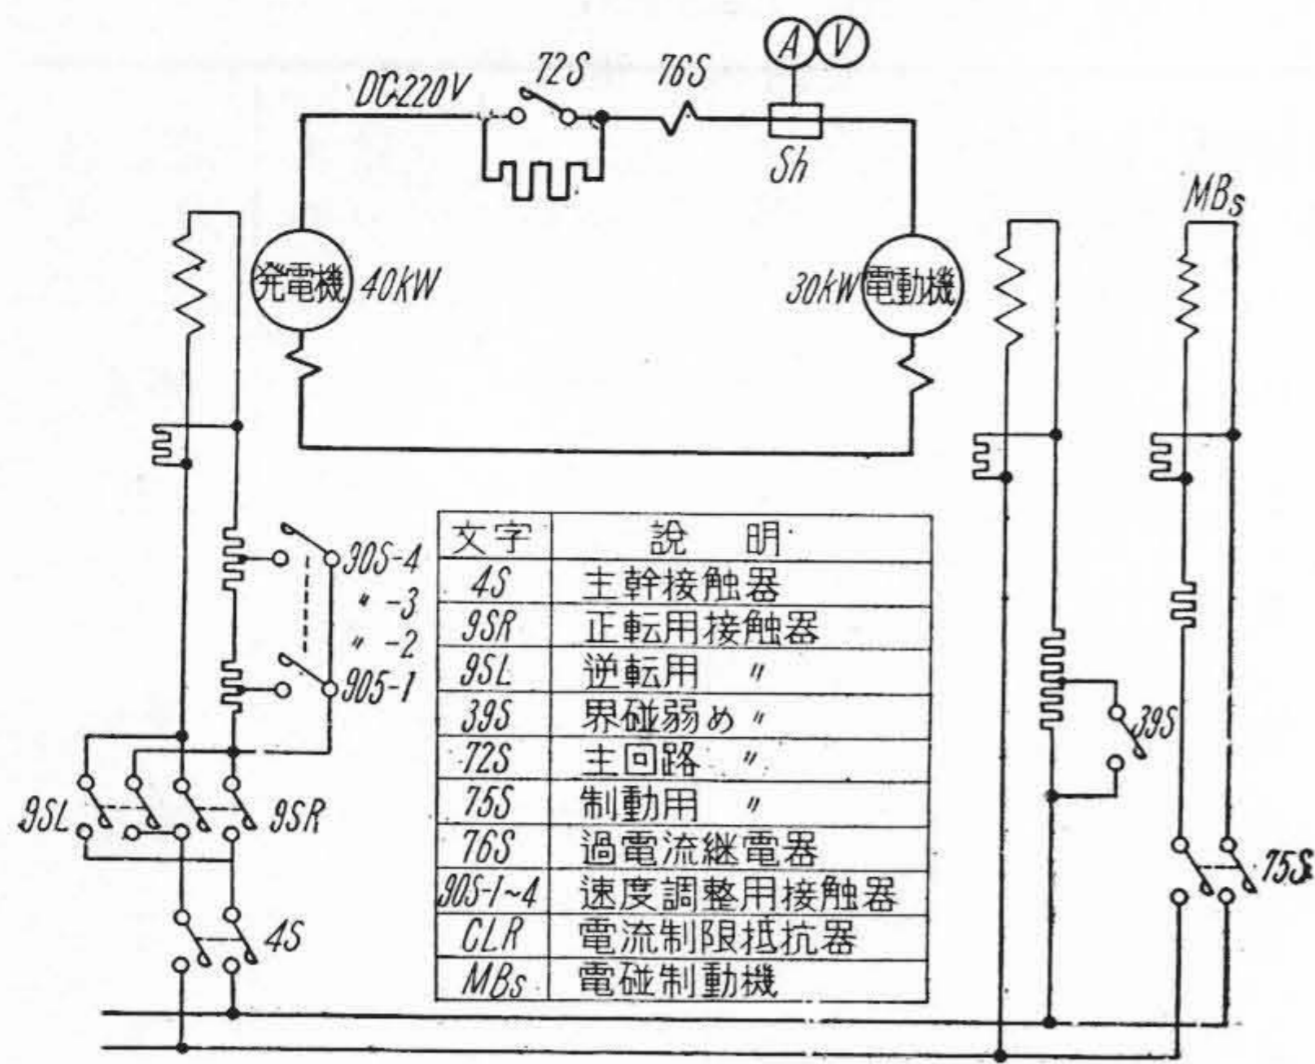 A V
72S
76S
DC220V
Sh
MBs
発電機 40kW
30kW 電動機
90S-4
〃 -3
〃 -2
90S-1
39S
9SL
9SR
4S
75S
文字 説明
4S 主幹接触器
9SR 正転用接触器
9SL 逆転用 〃
39S 界磁弱め 〃
72S 主回路 〃
75S 制動用 〃
76S 過電流継電器
90S-1~4 速度調整用接触器
CLR 電流制限抵抗器
MBs 電磁制動機